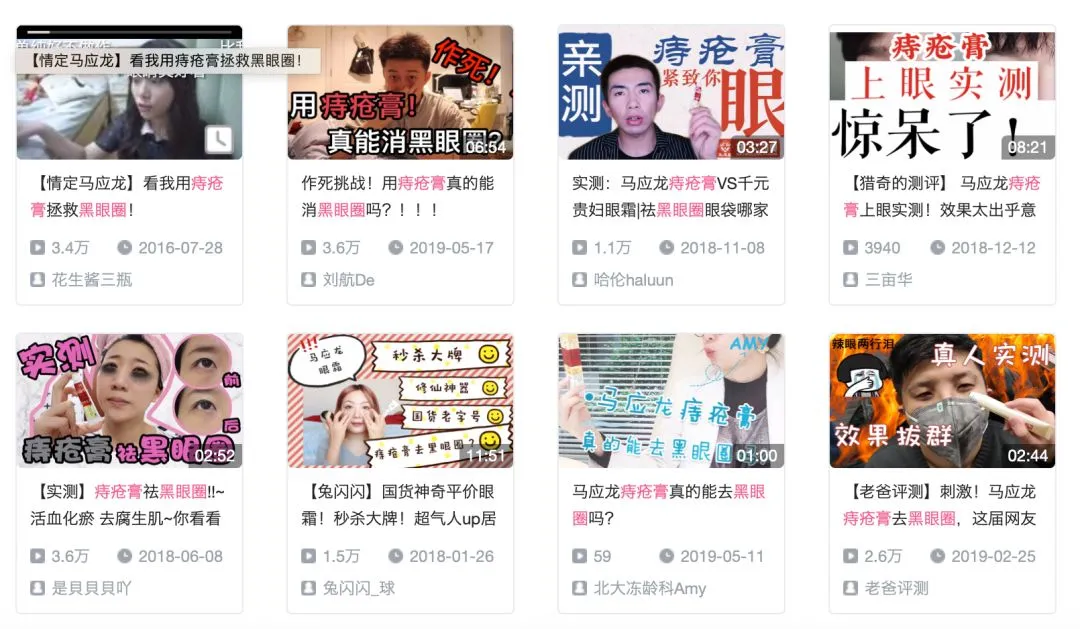 【情定马应龙】看我用痔疮膏拯救黑眼圈！
作死!
用痔疮膏!
真能消黑眼圈?
06:54
亲测
痔疮膏
紧致你
眼
03:27
痔疮膏
上眼实测
惊呆了!
08:21
【情定马应龙】看我用痔疮
膏拯救黑眼圈！
3.4万 2016-07-28
花生酱三瓶
作死挑战！用痔疮膏真的能
消黑眼圈吗？！！！
3.6万 2019-05-17
刘航De
实测：马应龙痔疮膏VS千元
贵妇眼霜|祛黑眼圈眼袋哪家
1.1万 2018-11-08
哈伦haluun
【猎奇的测评】 马应龙痔疮
膏上眼实测！效果太出乎意
3940 2018-12-12
三亩华
实测
前
后
痔疮膏祛黑眼圈
02:52
!!!
马应龙
眼霜
秒杀大牌
修仙神器
国货老字号
痔疮膏去黑眼圈?
11:51
AMY
马应龙痔疮膏
真的能去黑眼圈
01:00
辣眼两行泪
真人实测
效果拔群
02:44
【实测】痔疮膏祛黑眼圈!!~
活血化瘀 去腐生肌~你看看
3.6万 2018-06-08
是貝貝貝吖
【兔闪闪】国货神奇平价眼
霜！秒杀大牌！超气人up居
1.5万 2018-01-26
兔闪闪_球
马应龙痔疮膏真的能去黑眼
圈吗?
59 2019-05-11
北大冻龄科Amy
【老爸评测】刺激！马应龙
痔疮膏去黑眼圈，这届网友
2.6万 2019-02-25
老爸评测